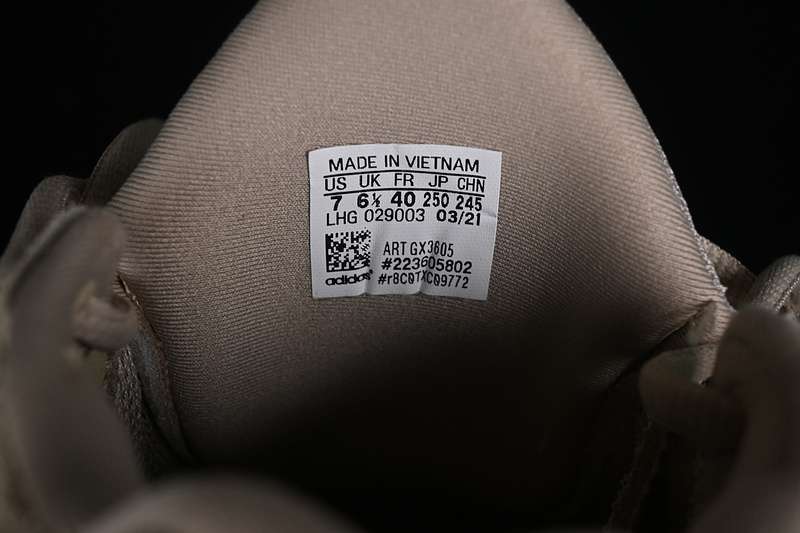 MADE IN VIETNAM
US UK FR JP CHN
7 6½ 40 250 245
LHG 029003 03/21
ART GX3605
#223605802
adidas #r8C0TXC09772